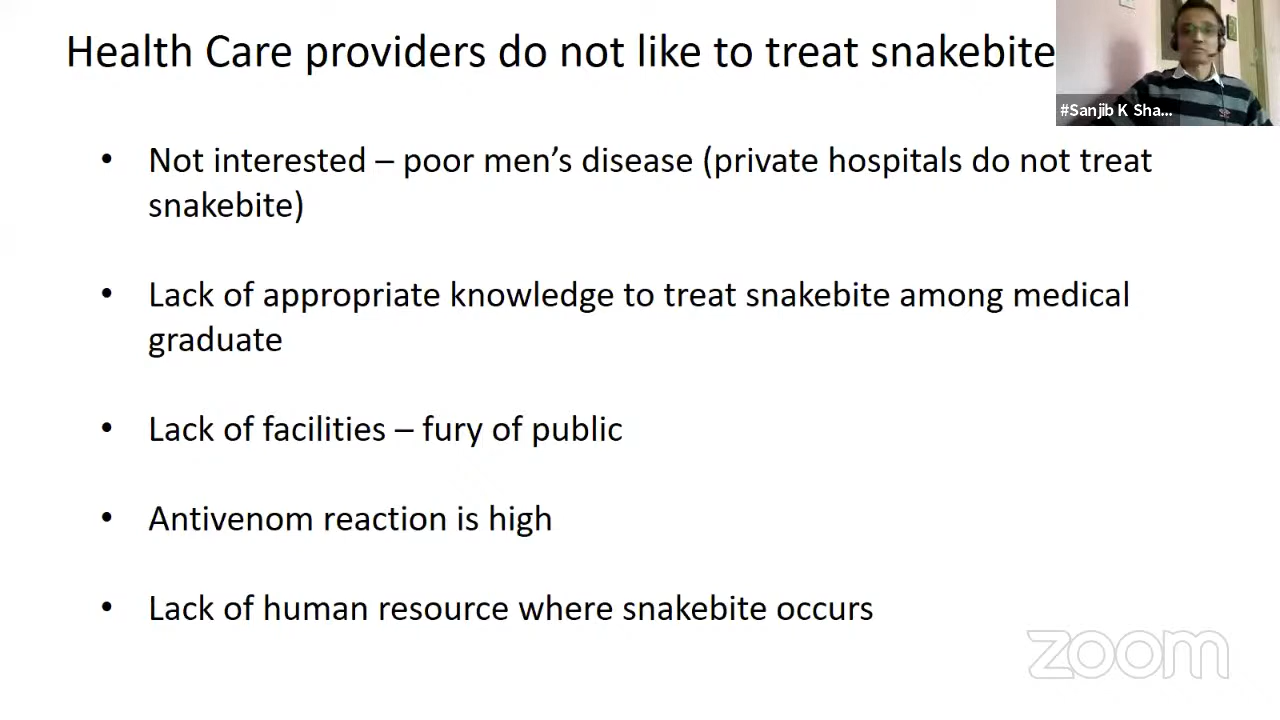 Health Care providers do not like to treat snakebite
#Sanjib K Sha...
• Not interested – poor men’s disease (private hospitals do not treat
snakebite)
• Lack of appropriate knowledge to treat snakebite among medical
graduate
• Lack of facilities – fury of public
• Antivenom reaction is high
• Lack of human resource where snakebite occurs
zoom